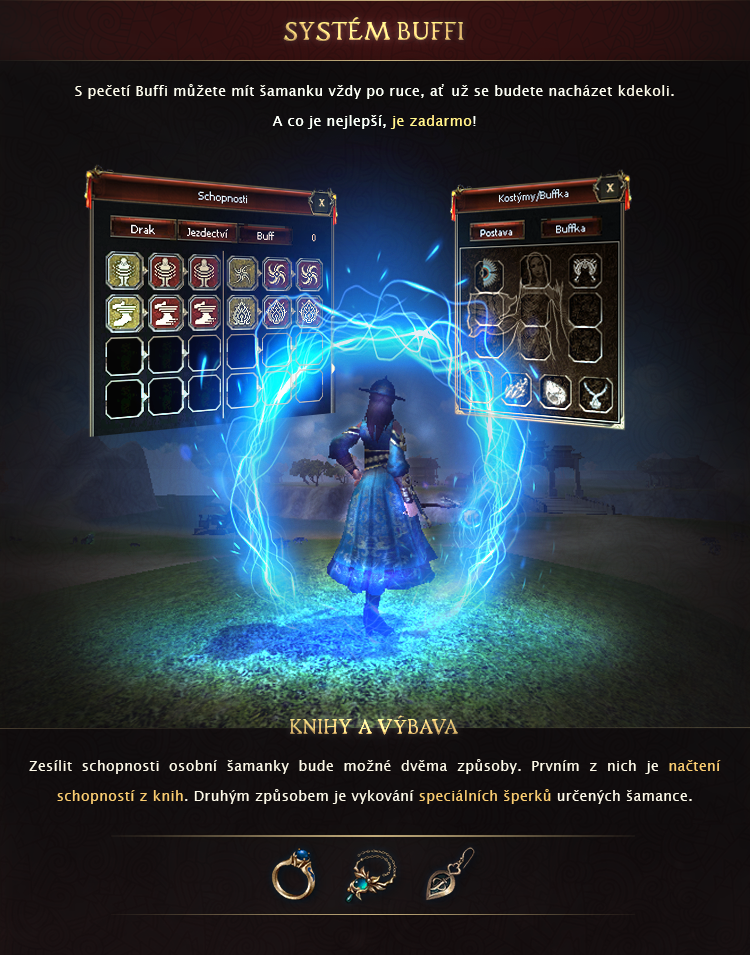 SYSTÉM BUFFI
S pečetí Buffi můžete mít šamanku vždy po ruce, ať už se budete nacházet kdekoli.
A co je nejlepší, je zadarmo!
Schopnosti
X
Drak
Jezdectví
Buff
0
Kostýmy/Buffka
X
Postava
Buffka
KNIHY A VÝBAVA
Zesílit schopnosti osobní šamanky bude možné dvěma způsoby. Prvním z nich je načtení
schopností z knih. Druhým způsobem je vykování speciálních šperků určených šamance.